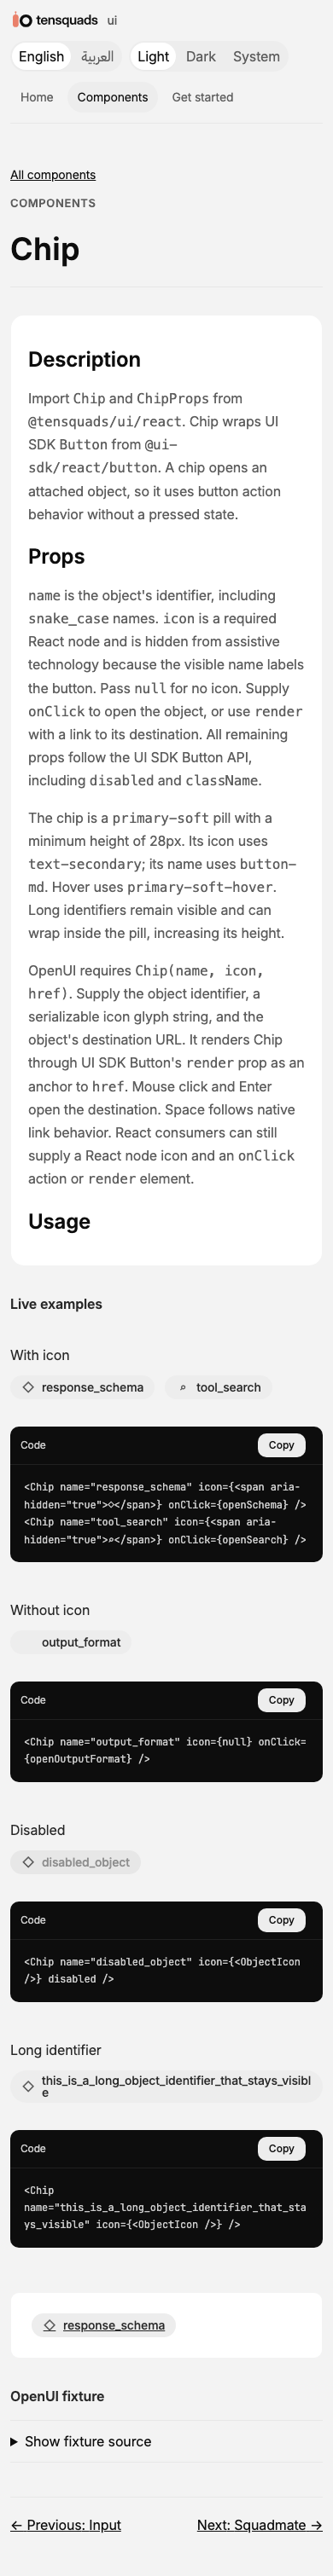 tensquads ui
English العربية Light Dark System
Home Components Get started
All components
COMPONENTS
Chip
Description
Import Chip and ChipProps from
@tensquads/ui/react. Chip wraps UI
SDK Button from @ui-
sdk/react/button. A chip opens an
attached object, so it uses button action
behavior without a pressed state.
Props
name is the object's identifier, including
snake_case names. icon is a required
React node and is hidden from assistive
technology because the visible name labels
the button. Pass null for no icon. Supply
onClick to open the object, or use render
with a link to its destination. All remaining
props follow the UI SDK Button API,
including disabled and className.
The chip is a primary-soft pill with a
minimum height of 28px. Its icon uses
text-secondary; its name uses button-
md. Hover uses primary-soft-hover.
Long identifiers remain visible and can
wrap inside the pill, increasing its height.
OpenUI requires Chip(name, icon,
href). Supply the object identifier, a
serializable icon glyph string, and the
object's destination URL. It renders Chip
through UI SDK Button's render prop as an
anchor to href. Mouse click and Enter
open the destination. Space follows native
link behavior. React consumers can still
supply a React node icon and an onClick
action or render element.
Usage
Live examples
With icon
◇ response_schema ⌕ tool_search
Code Copy
<Chip name="response_schema" icon={<span aria-
hidden="true">◇</span>} onClick={openSchema} />
<Chip name="tool_search" icon={<span aria-
hidden="true">⌕</span>} onClick={openSearch} />
Without icon
output_format
Code Copy
<Chip name="output_format" icon={null} onClick=
{openOutputFormat} />
Disabled
◇ disabled_object
Code Copy
<Chip name="disabled_object" icon={<ObjectIcon
/>} disabled />
Long identifier
◇ this_is_a_long_object_identifier_that_stays_visibl
e
Code Copy
<Chip
name="this_is_a_long_object_identifier_that_sta
ys_visible" icon={<ObjectIcon />} />
◇ response_schema
OpenUI fixture
▶ Show fixture source
← Previous: Input Next: Squadmate →